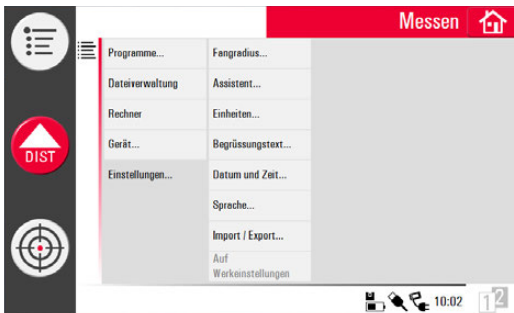 Messen
DIST
Programme...
Dateiverwaltung
Rechner
Gerät...
Einstellungen...
Fangradius...
Assistent...
Einheiten...
Begrüssungstext...
Datum und Zeit...
Sprache...
Import / Export...
Auf
Werkeinstellungen
10:02
12